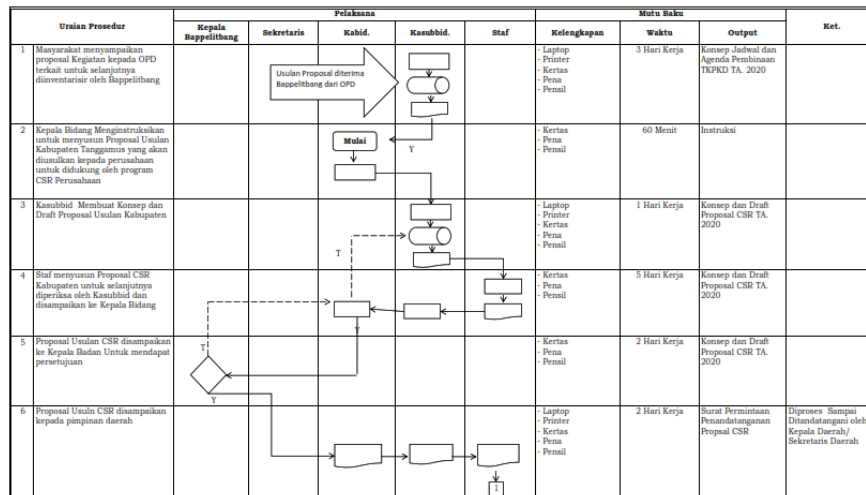 Uraian Prosedur
Pelaksana
Mutu Baku
Ket.
Kepala
Bappelitbang
Sekretaris
Kabid.
Kasubbid.
Staf
Kelengkapan
Waktu
Output
1
Masyarakat menyampaikan
proposal Kegiatan kepada OPD
terkait untuk selanjutnya
diinventarisir oleh Bappelitbang
Usulan Proposal diterima
Bappelitbang dari OPD
- Laptop
- Printer
- Kertas
- Pena
- Pensil
3 Hari Kerja
Konsep Jadwal dan
Agenda Pembinaan
TKPKD TA. 2020
2
Kepala Bidang Menginstruksikan
untuk menyusun Proposal Usulan
Kabupaten Tanggamus yang akan
diusulkan kepada perusahaan
untuk didukung oleh program
CSR Perusahaan
Mulai
Y
- Kertas
- Pena
- Pensil
60 Menit
Instruksi
3
Kasubbid Membuat Konsep dan
Draft Proposal Usulan Kabupaten
T
- Laptop
- Printer
- Kertas
- Pena
- Pensil
1 Hari Kerja
Konsep dan Draft
Proposal CSR TA.
2020
4
Staf menyusun Proposal CSR
Kabupaten untuk selanjutnya
diperiksa oleh Kasubbid dan
disampaikan ke Kepala Bidang
Y
- Kertas
- Pena
- Pensil
5 Hari Kerja
Konsep dan Draft
Proposal CSR TA.
2020
5
Proposal Usulan CSR disampaikan
ke Kepala Badan Untuk mendapat
persetujuan
T
Y
- Kertas
- Pena
- Pensil
2 Hari Kerja
Konsep dan Draft
Proposal CSR TA.
2020
6
Proposal Usuln CSR disampaikan
kepada pimpinan daerah
1
- Laptop
- Printer
- Kertas
- Pena
- Pensil
2 Hari Kerja
Surat Permintaan
Penandatanganan
Propsal CSR
Diproses Sampai
Ditandatangani oleh
Kepala Daerah/
Sekretaris Daerah